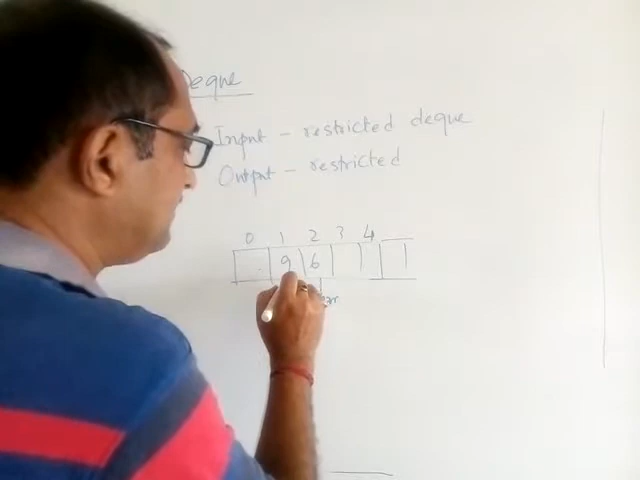 Deque
Input - restricted deque
Output - restricted
0 1 2 3 4
9 6